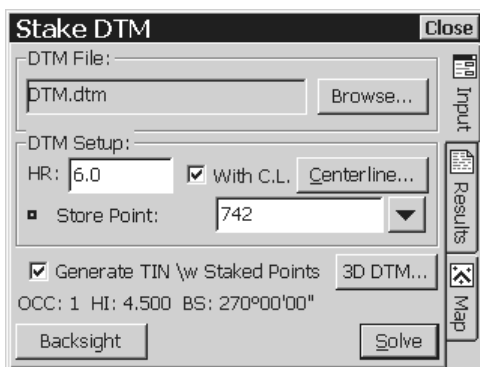 Stake DTM Close
DTM File:
DTM.dtm Browse...
DTM Setup:
HR: 6.0 With C.L. Centerline...
Store Point: 742
Generate TIN \w Staked Points 3D DTM...
OCC: 1 HI: 4.500 BS: 270°00'00"
Backsight Solve
Input
Results
Map